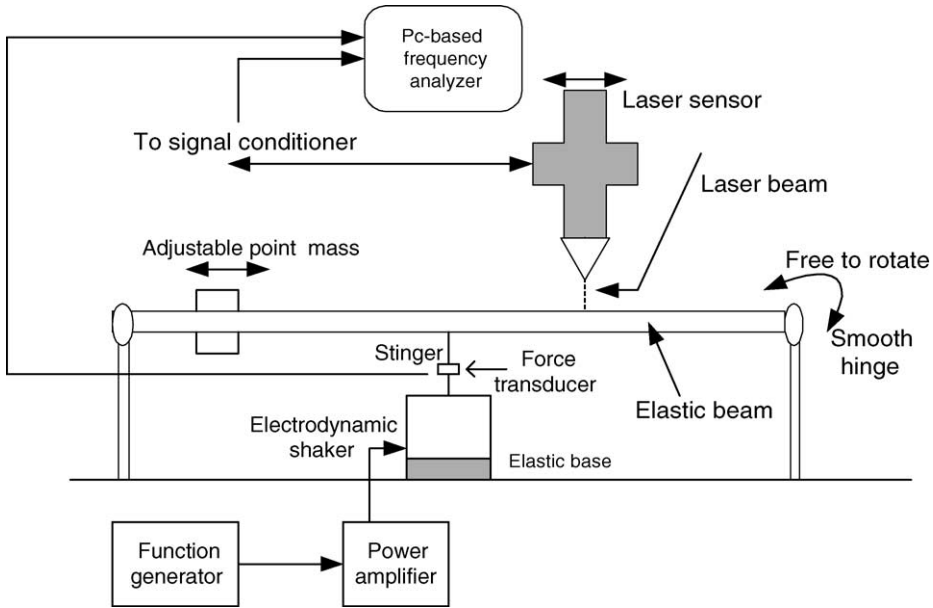 Pc-based
frequency
analyzer
Laser sensor
To signal conditioner
Laser beam
Adjustable point mass
Free to rotate
Smooth
hinge
Stinger
Force
transducer
Elastic beam
Electrodynamic
shaker
Elastic base
Function
generator
Power
amplifier